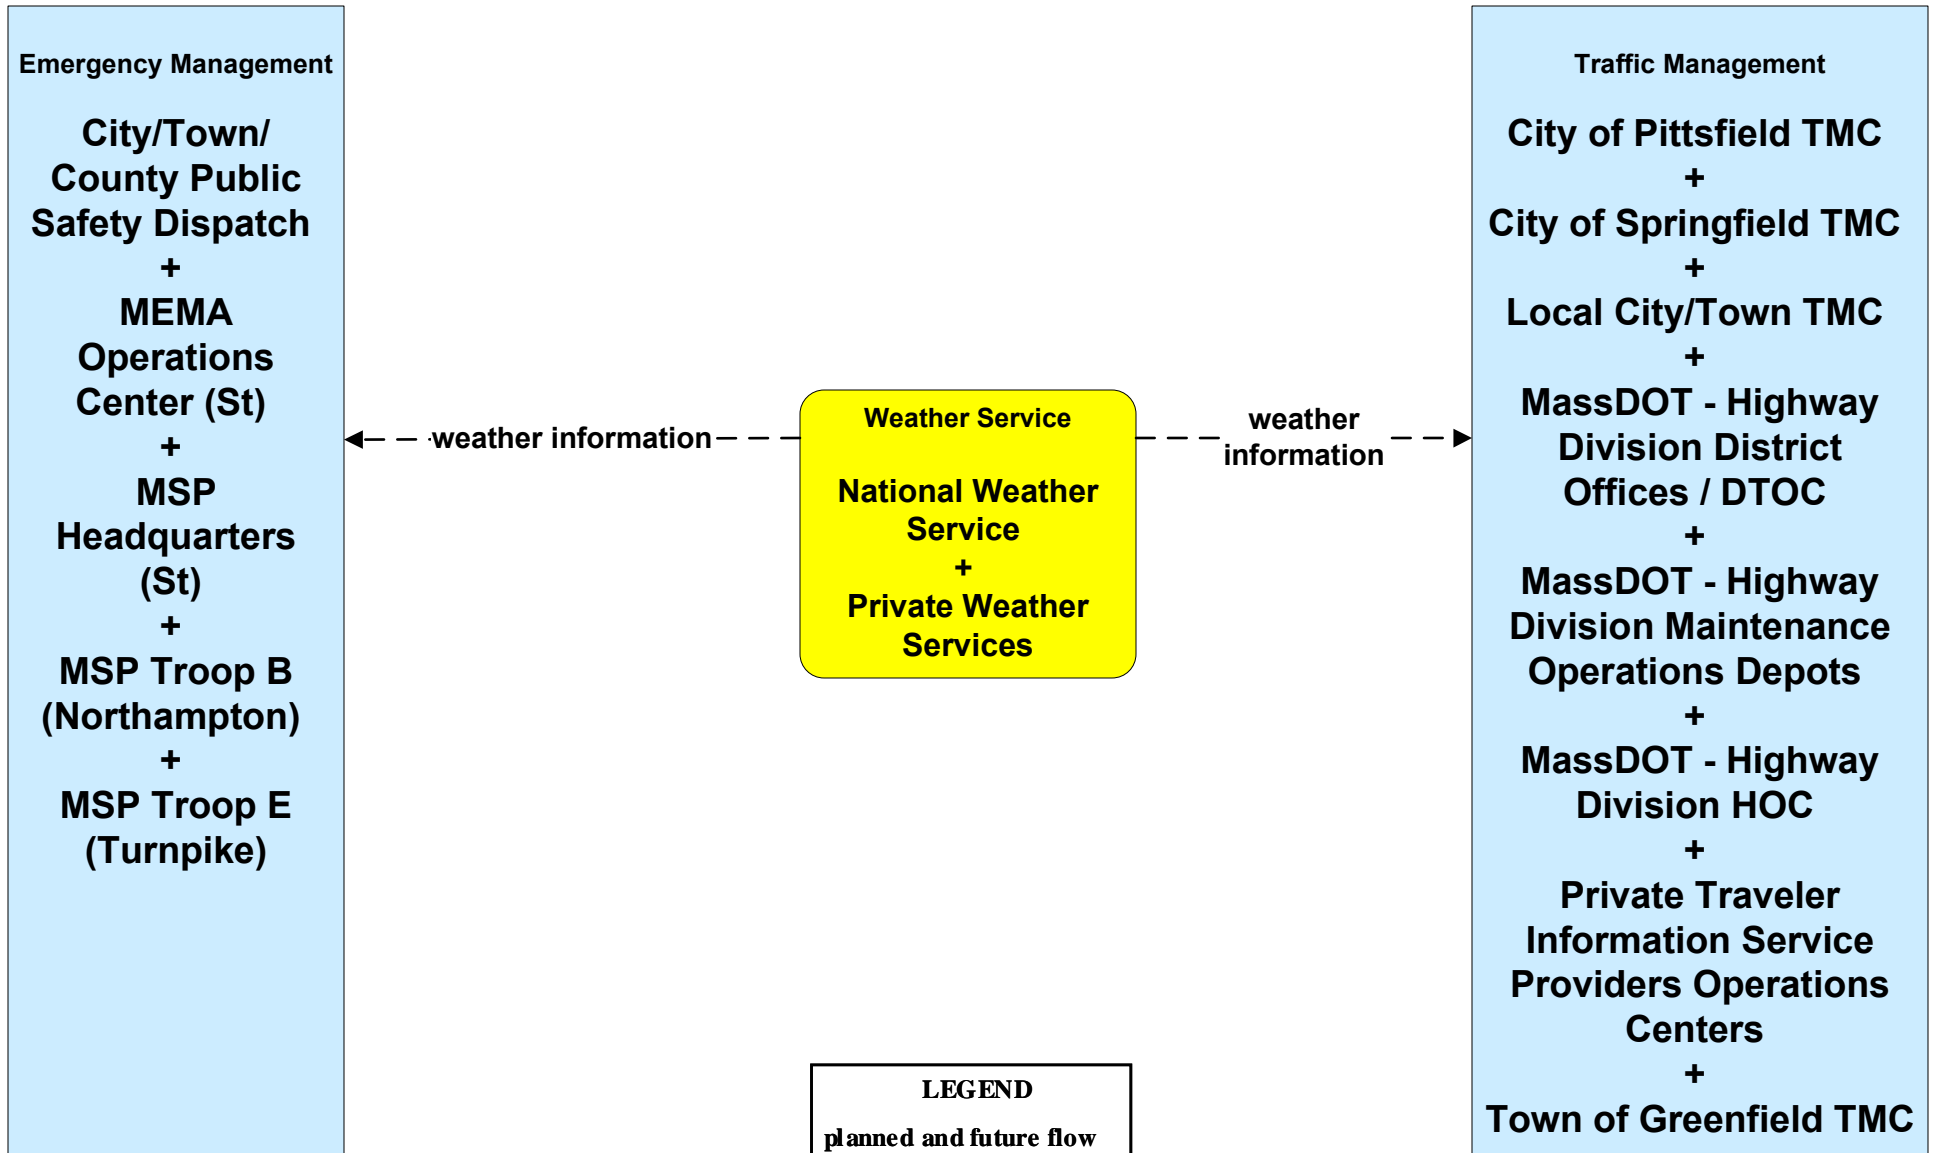 Emergency Management
City/Town/
County Public
Safety Dispatch
+
MEMA
Operations
Center (St)
+
MSP
Headquarters
(St)
+
MSP Troop B
(Northampton)
+
MSP Troop E
(Turnpike)
weather information
Weather Service
National Weather
Service
+
Private Weather
Services
weather
information
Traffic Management
City of Pittsfield TMC
+
City of Springfield TMC
+
Local City/Town TMC
+
MassDOT - Highway
Division District
Offices / DTOC
+
MassDOT - Highway
Division Maintenance
Operations Depots
+
MassDOT - Highway
Division HOC
+
Private Traveler
Information Service
Providers Operations
Centers
+
Town of Greenfield TMC
LEGEND
planned and future flow